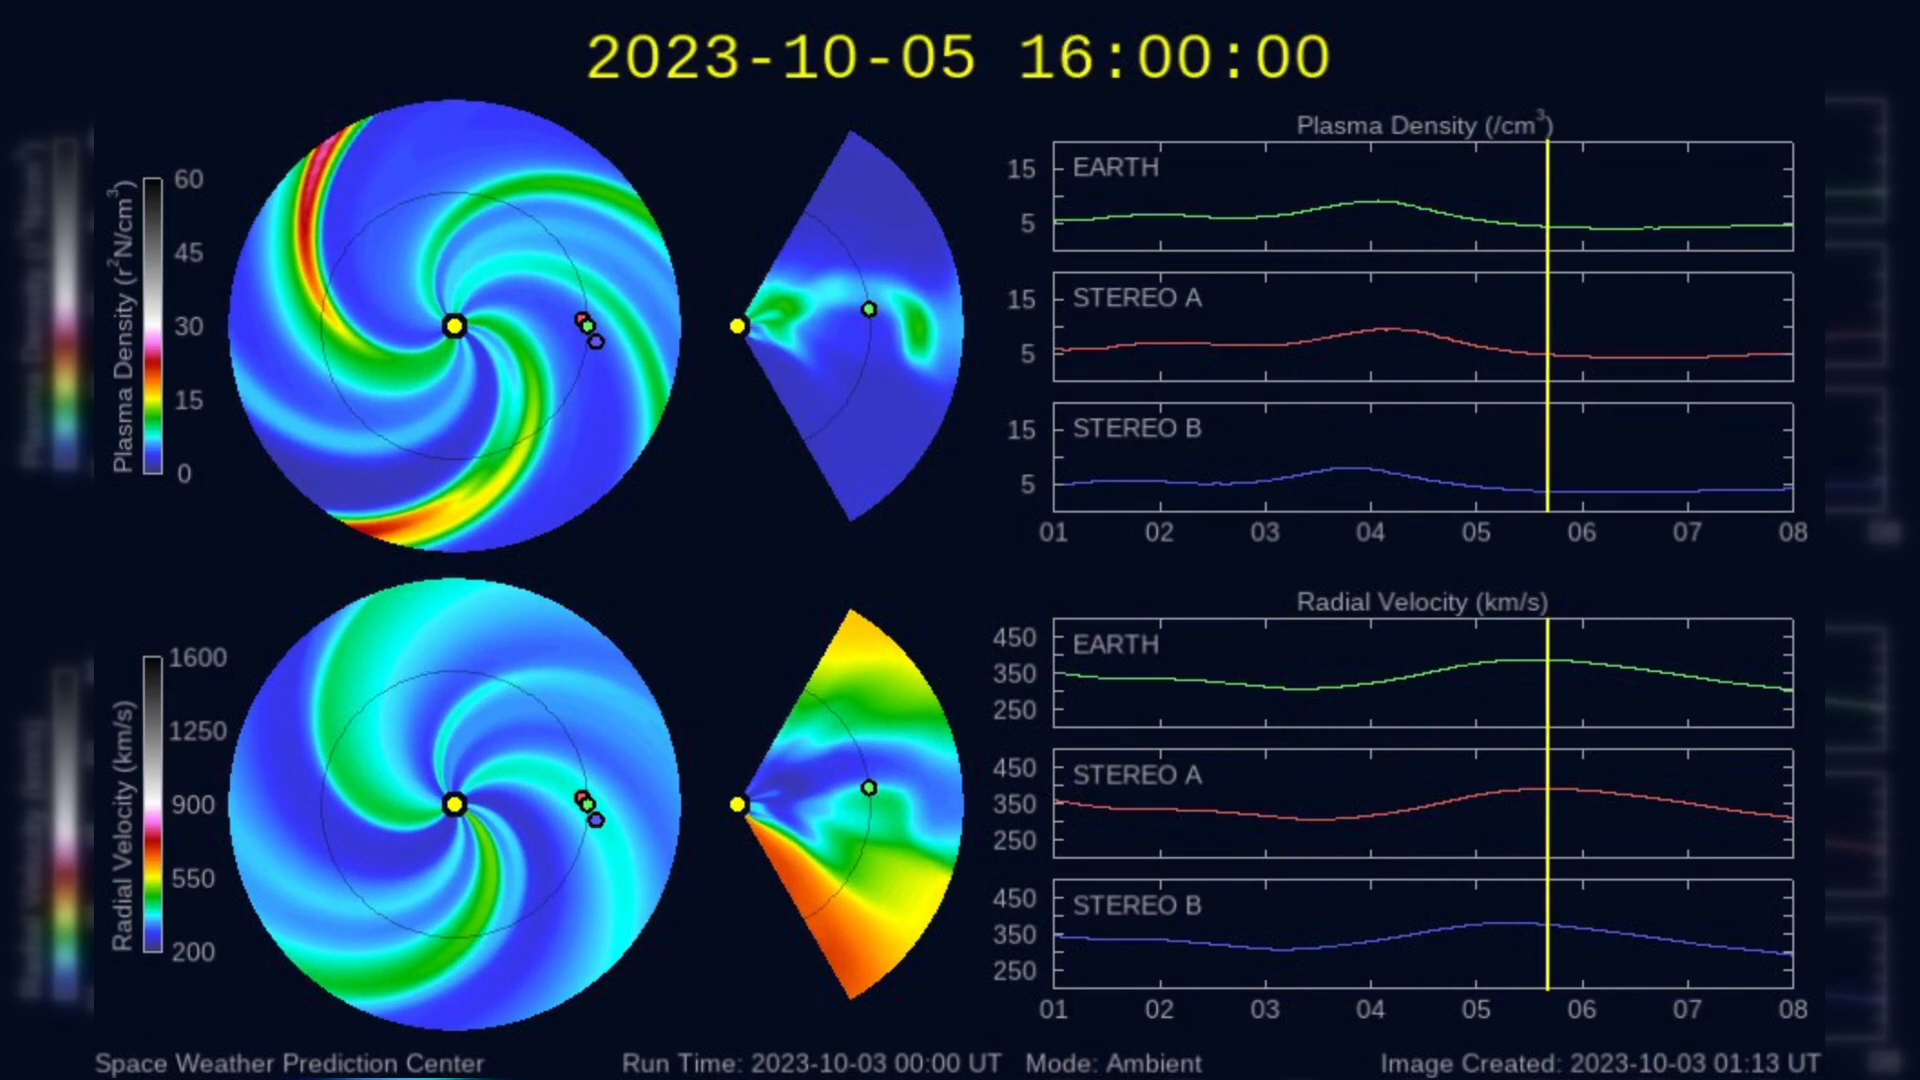 2023-10-05 16:00:00
Plasma Density (r²N/cm³)
60
45
30
15
0
Plasma Density (/cm³)
15
5
EARTH
15
5
STEREO A
15
5
STEREO B
01 02 03 04 05 06 07 08
Radial Velocity (km/s)
1600
1250
900
550
200
Radial Velocity (km/s)
450
350
250
EARTH
450
350
250
STEREO A
450
350
250
STEREO B
01 02 03 04 05 06 07 08
Space Weather Prediction Center Run Time: 2023-10-03 00:00 UT Mode: Ambient Image Created: 2023-10-03 01:13 UT